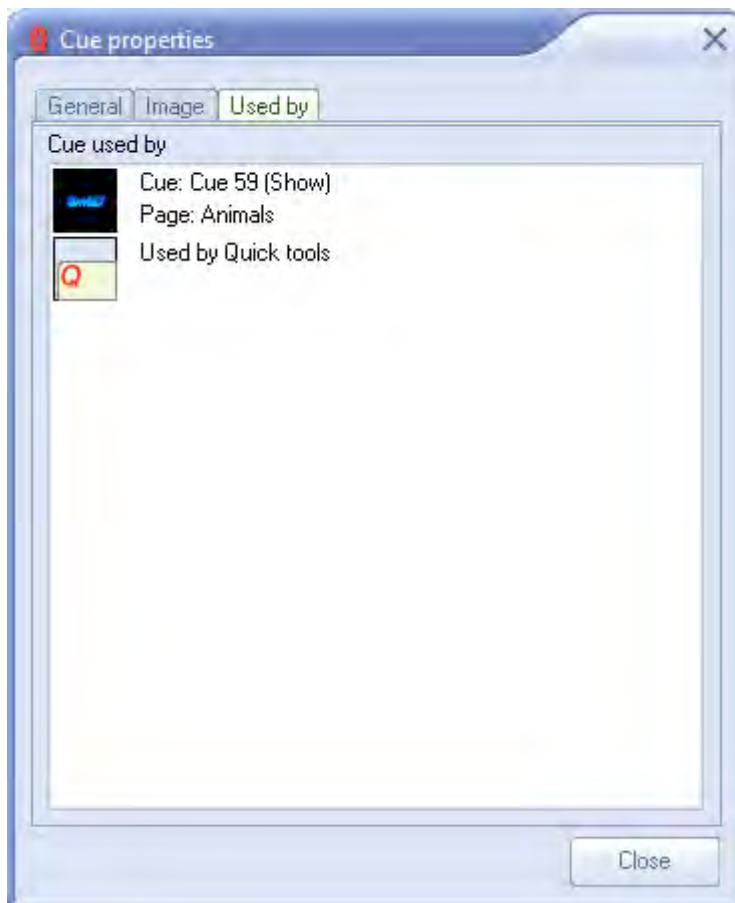 Cue properties
General Image Used by
Cue used by
Cue: Cue 59 (Show)
Page: Animals
Used by Quick tools
Q
Close